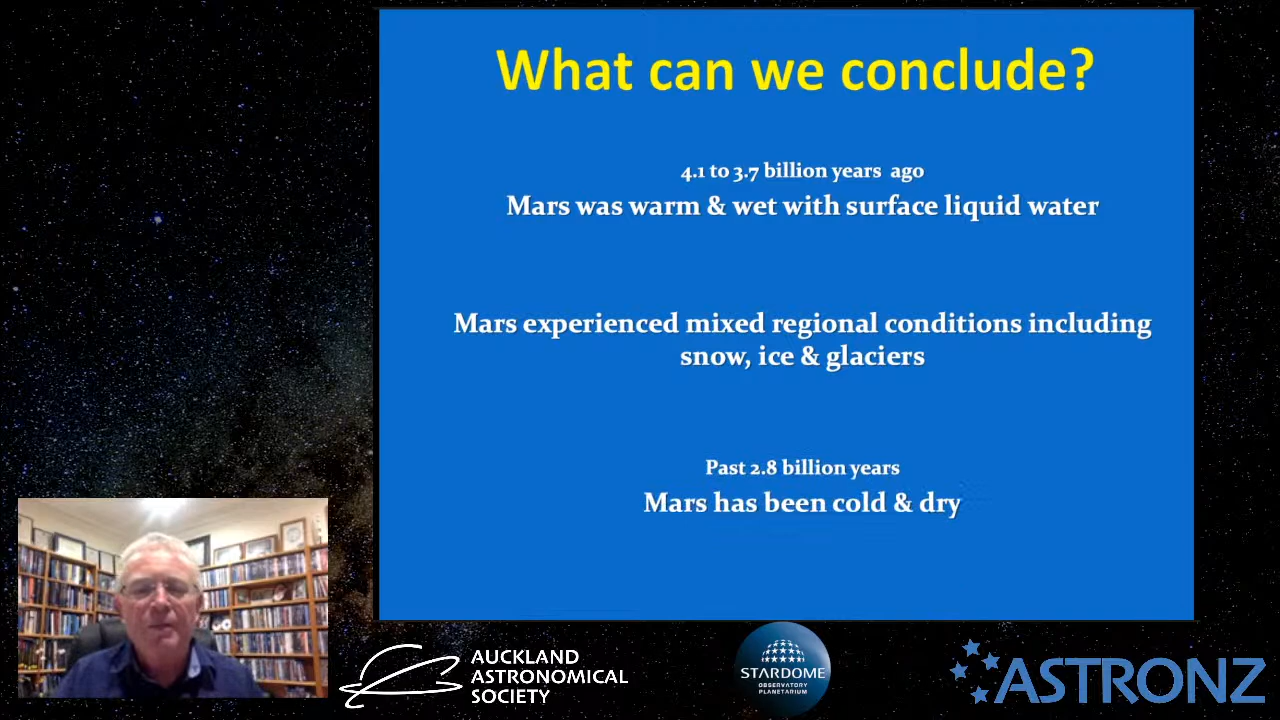 What can we conclude?
4.1 to 3.7 billion years ago
Mars was warm & wet with surface liquid water
Mars experienced mixed regional conditions including
snow, ice & glaciers
Past 2.8 billion years
Mars has been cold & dry
AUCKLAND
ASTRONOMICAL
SOCIETY
STARDOME
OBSERVATORY
PLANETARIUM
ASTRONZ